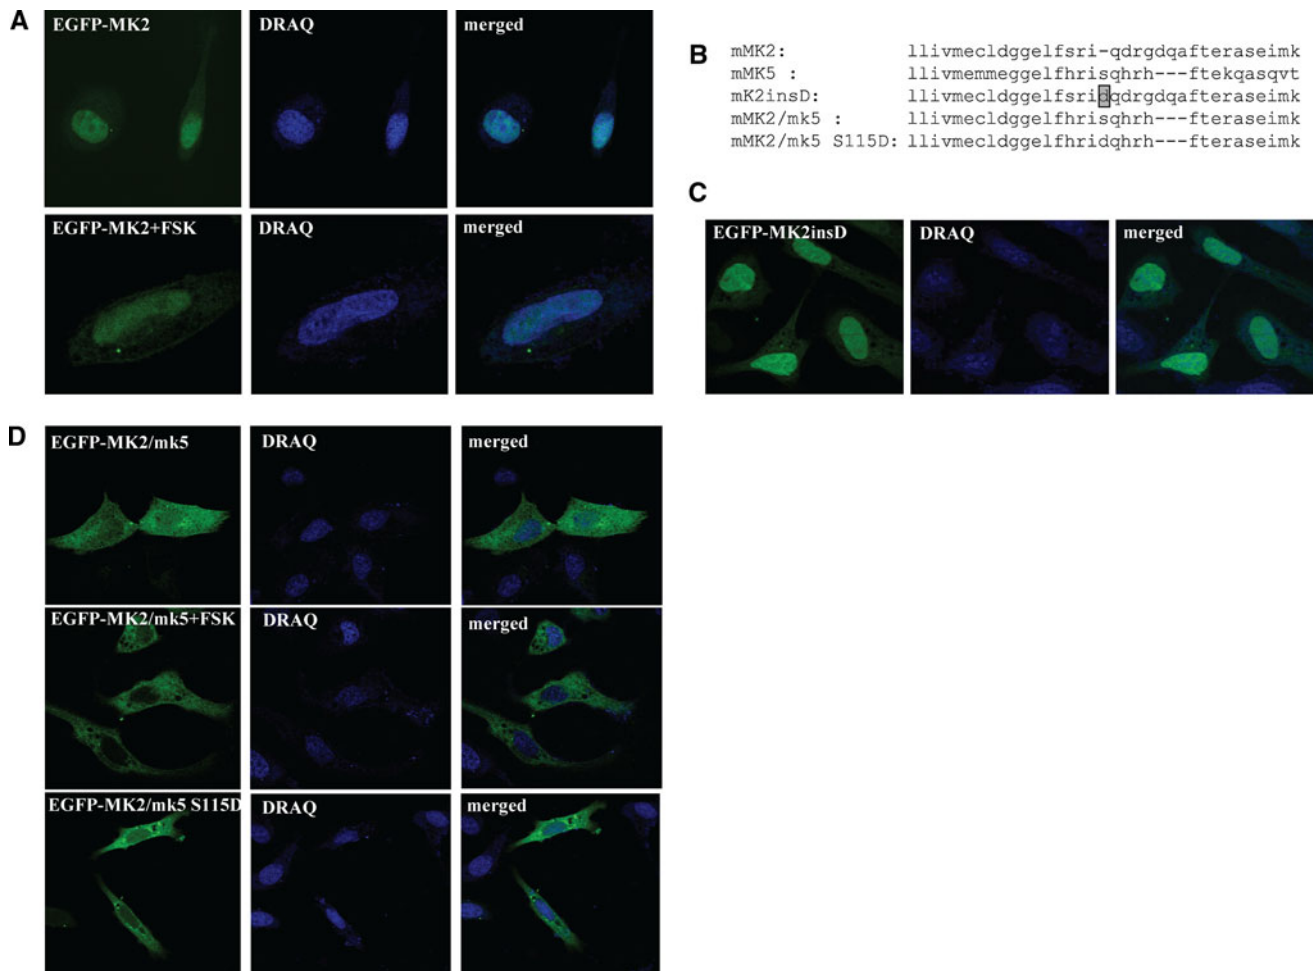 A
EGFP-MK2 DRAQ merged
EGFP-MK2+FSK DRAQ merged
B
mMK2: llivmecldggelfsri-qdrgdqafteraseimk
mMK5 : llivmemmeggelfhrisqhrh---ftekqasqvt
mK2insD: llivmecldggelfsridqdrgdqafteraseimk
mMK2/mk5 : llivmecldggelfhrisqhrh---fteraseimk
mMK2/mk5 S115D: llivmecldggelfhridqhrh---fteraseimk
C
EGFP-MK2insD DRAQ merged
D
EGFP-MK2/mk5 DRAQ merged
EGFP-MK2/mk5+FSK DRAQ merged
EGFP-MK2/mk5 S115D DRAQ merged